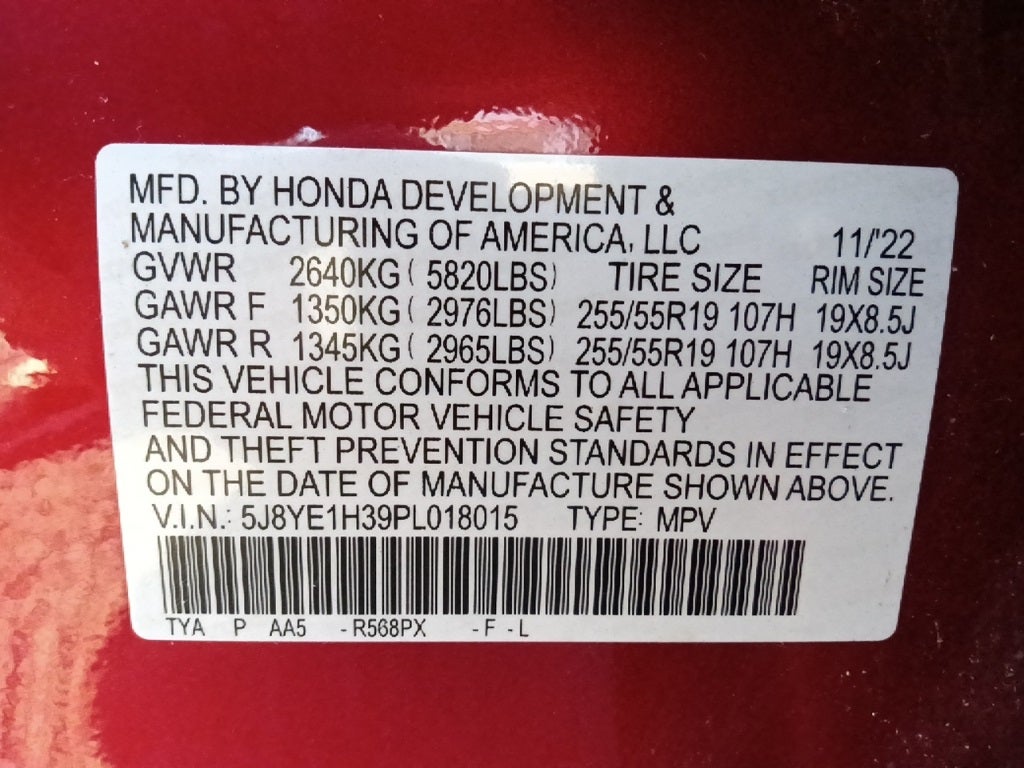 MFD. BY HONDA DEVELOPMENT &
MANUFACTURING OF AMERICA, LLC 11/'22
GVWR 2640KG ( 5820LBS) TIRE SIZE RIM SIZE
GAWR F 1350KG ( 2976LBS) 255/55R19 107H 19X8.5J
GAWR R 1345KG ( 2965LBS) 255/55R19 107H 19X8.5J
THIS VEHICLE CONFORMS TO ALL APPLICABLE
FEDERAL MOTOR VEHICLE SAFETY
AND THEFT PREVENTION STANDARDS IN EFFECT
ON THE DATE OF MANUFACTURE SHOWN ABOVE.
V.I.N.: 5J8YE1H39PL018015 TYPE: MPV
TYA P AA5 -R568PX -F -L